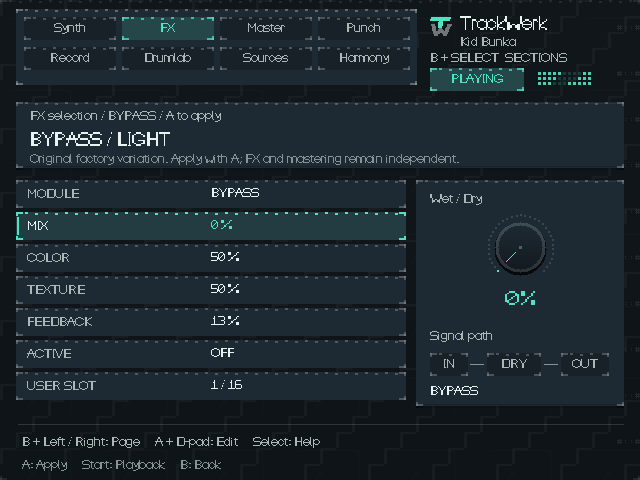 Synth FX Master Punch
Record Drumlab Sources Harmony
TW TrackWerk
Kid Bunka
B + SELECT SECTIONS
PLAYING
FX selection / BYPASS / A to apply
BYPASS / LIGHT
Original factory variation. Apply with A; FX and mastering remain independent.
MODULE BYPASS
MIX 0%
COLOR 50%
TEXTURE 50%
FEEDBACK 13%
ACTIVE OFF
USER SLOT 1 / 16
Wet / Dry
0%
Signal path
IN DRY OUT
BYPASS
B + Left / Right: Page A + D-pad: Edit Select: Help
A: Apply Start: Playback B: Back